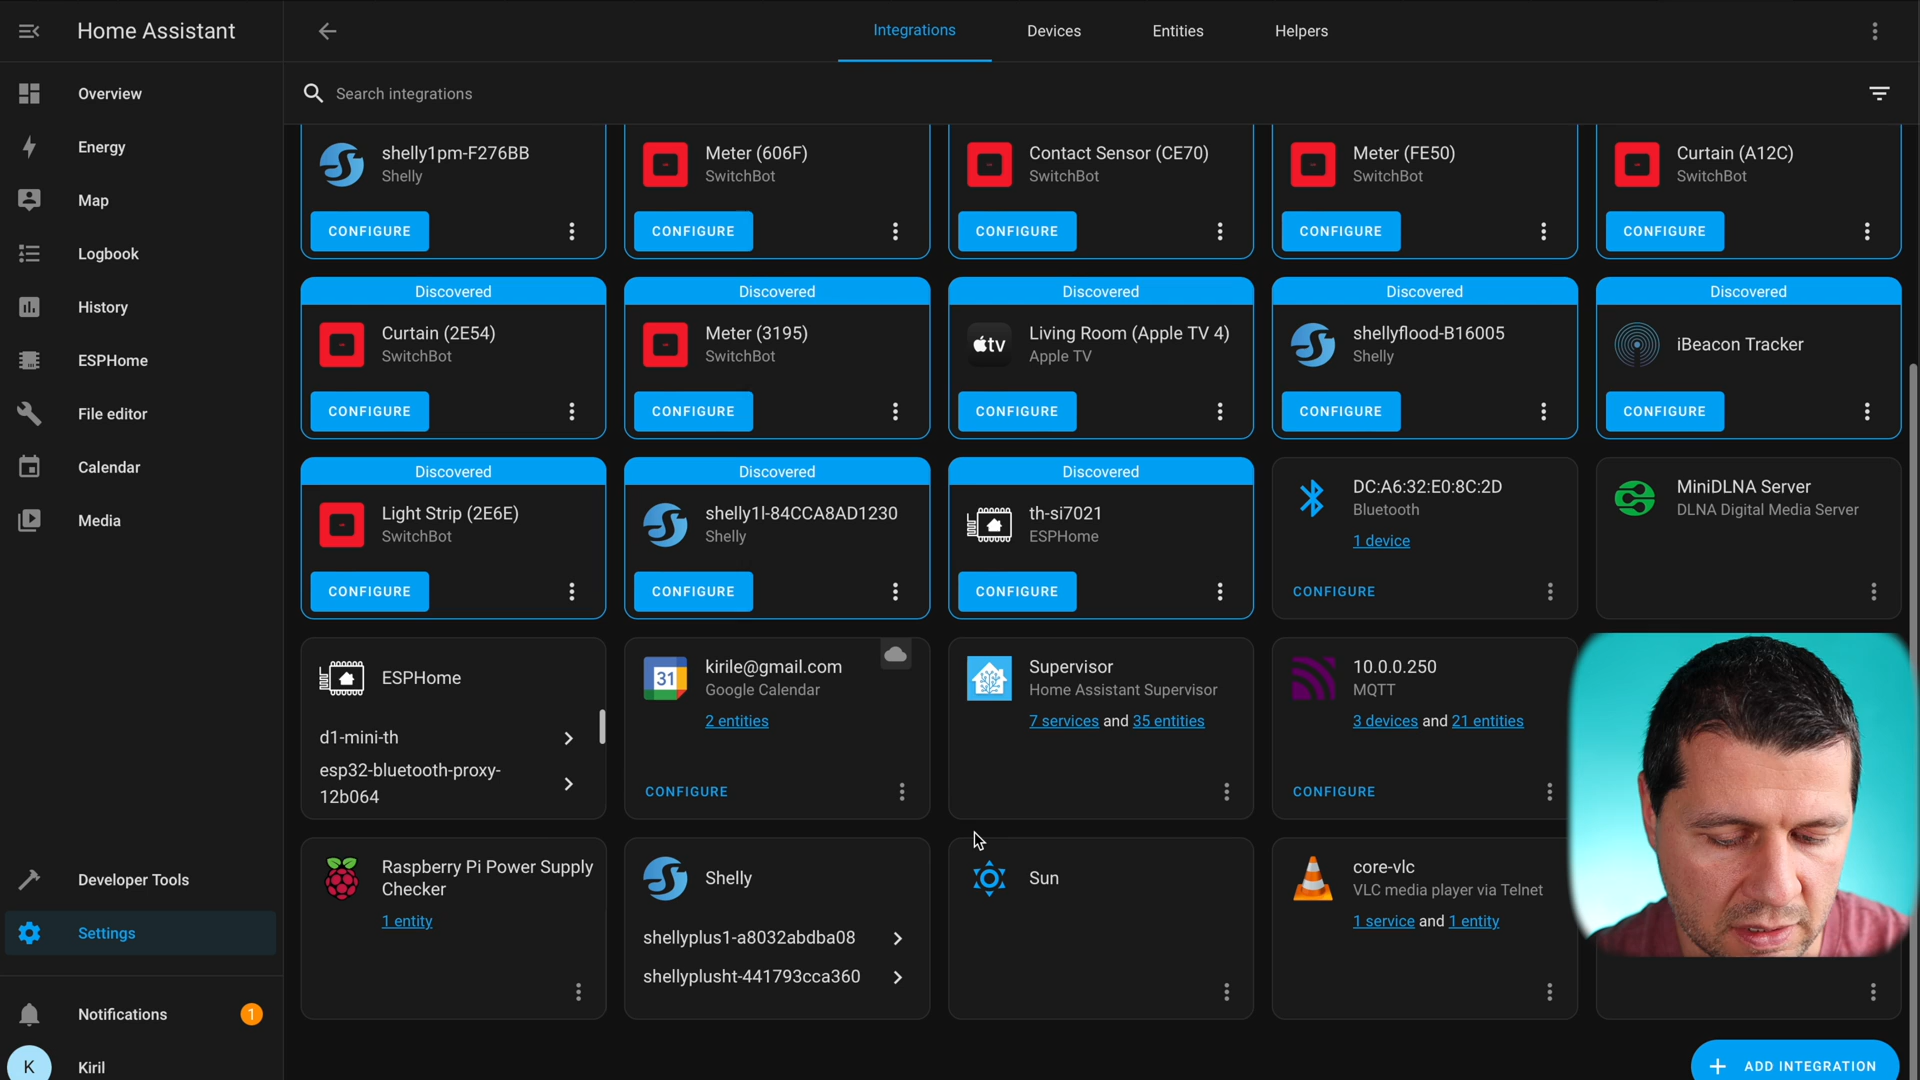 Home Assistant
Integrations
Devices
Entities
Helpers
Overview
Energy
Map
Logbook
History
ESPHome
File editor
Calendar
Media
Developer Tools
Settings
Notifications
1
K
Kiril
Search integrations
shelly1pm-F276BB
Shelly
CONFIGURE
Meter (606F)
SwitchBot
CONFIGURE
Contact Sensor (CE70)
SwitchBot
CONFIGURE
Meter (FE50)
SwitchBot
CONFIGURE
Curtain (A12C)
SwitchBot
CONFIGURE
Discovered
Curtain (2E54)
SwitchBot
CONFIGURE
Discovered
Meter (3195)
SwitchBot
CONFIGURE
Discovered
tv
Living Room (Apple TV 4)
Apple TV
CONFIGURE
Discovered
shellyflood-B16005
Shelly
CONFIGURE
Discovered
iBeacon Tracker
CONFIGURE
Discovered
Light Strip (2E6E)
SwitchBot
CONFIGURE
Discovered
shelly1l-84CCA8AD1230
Shelly
CONFIGURE
Discovered
th-si7021
ESPHome
CONFIGURE
DC:A6:32:E0:8C:2D
Bluetooth
1 device
CONFIGURE
MiniDLNA Server
DLNA Digital Media Server
ESPHome
d1-mini-th
esp32-bluetooth-proxy-
12b064
31
kirile@gmail.com
Google Calendar
2 entities
CONFIGURE
Supervisor
Home Assistant Supervisor
7 services and 35 entities
10.0.0.250
MQTT
3 devices and 21 entities
CONFIGURE
Raspberry Pi Power Supply
Checker
1 entity
Shelly
shellyplus1-a8032abdba08
shellyplusht-441793cca360
Sun
core-vlc
VLC media player via Telnet
1 service and 1 entity
ADD INTEGRATION